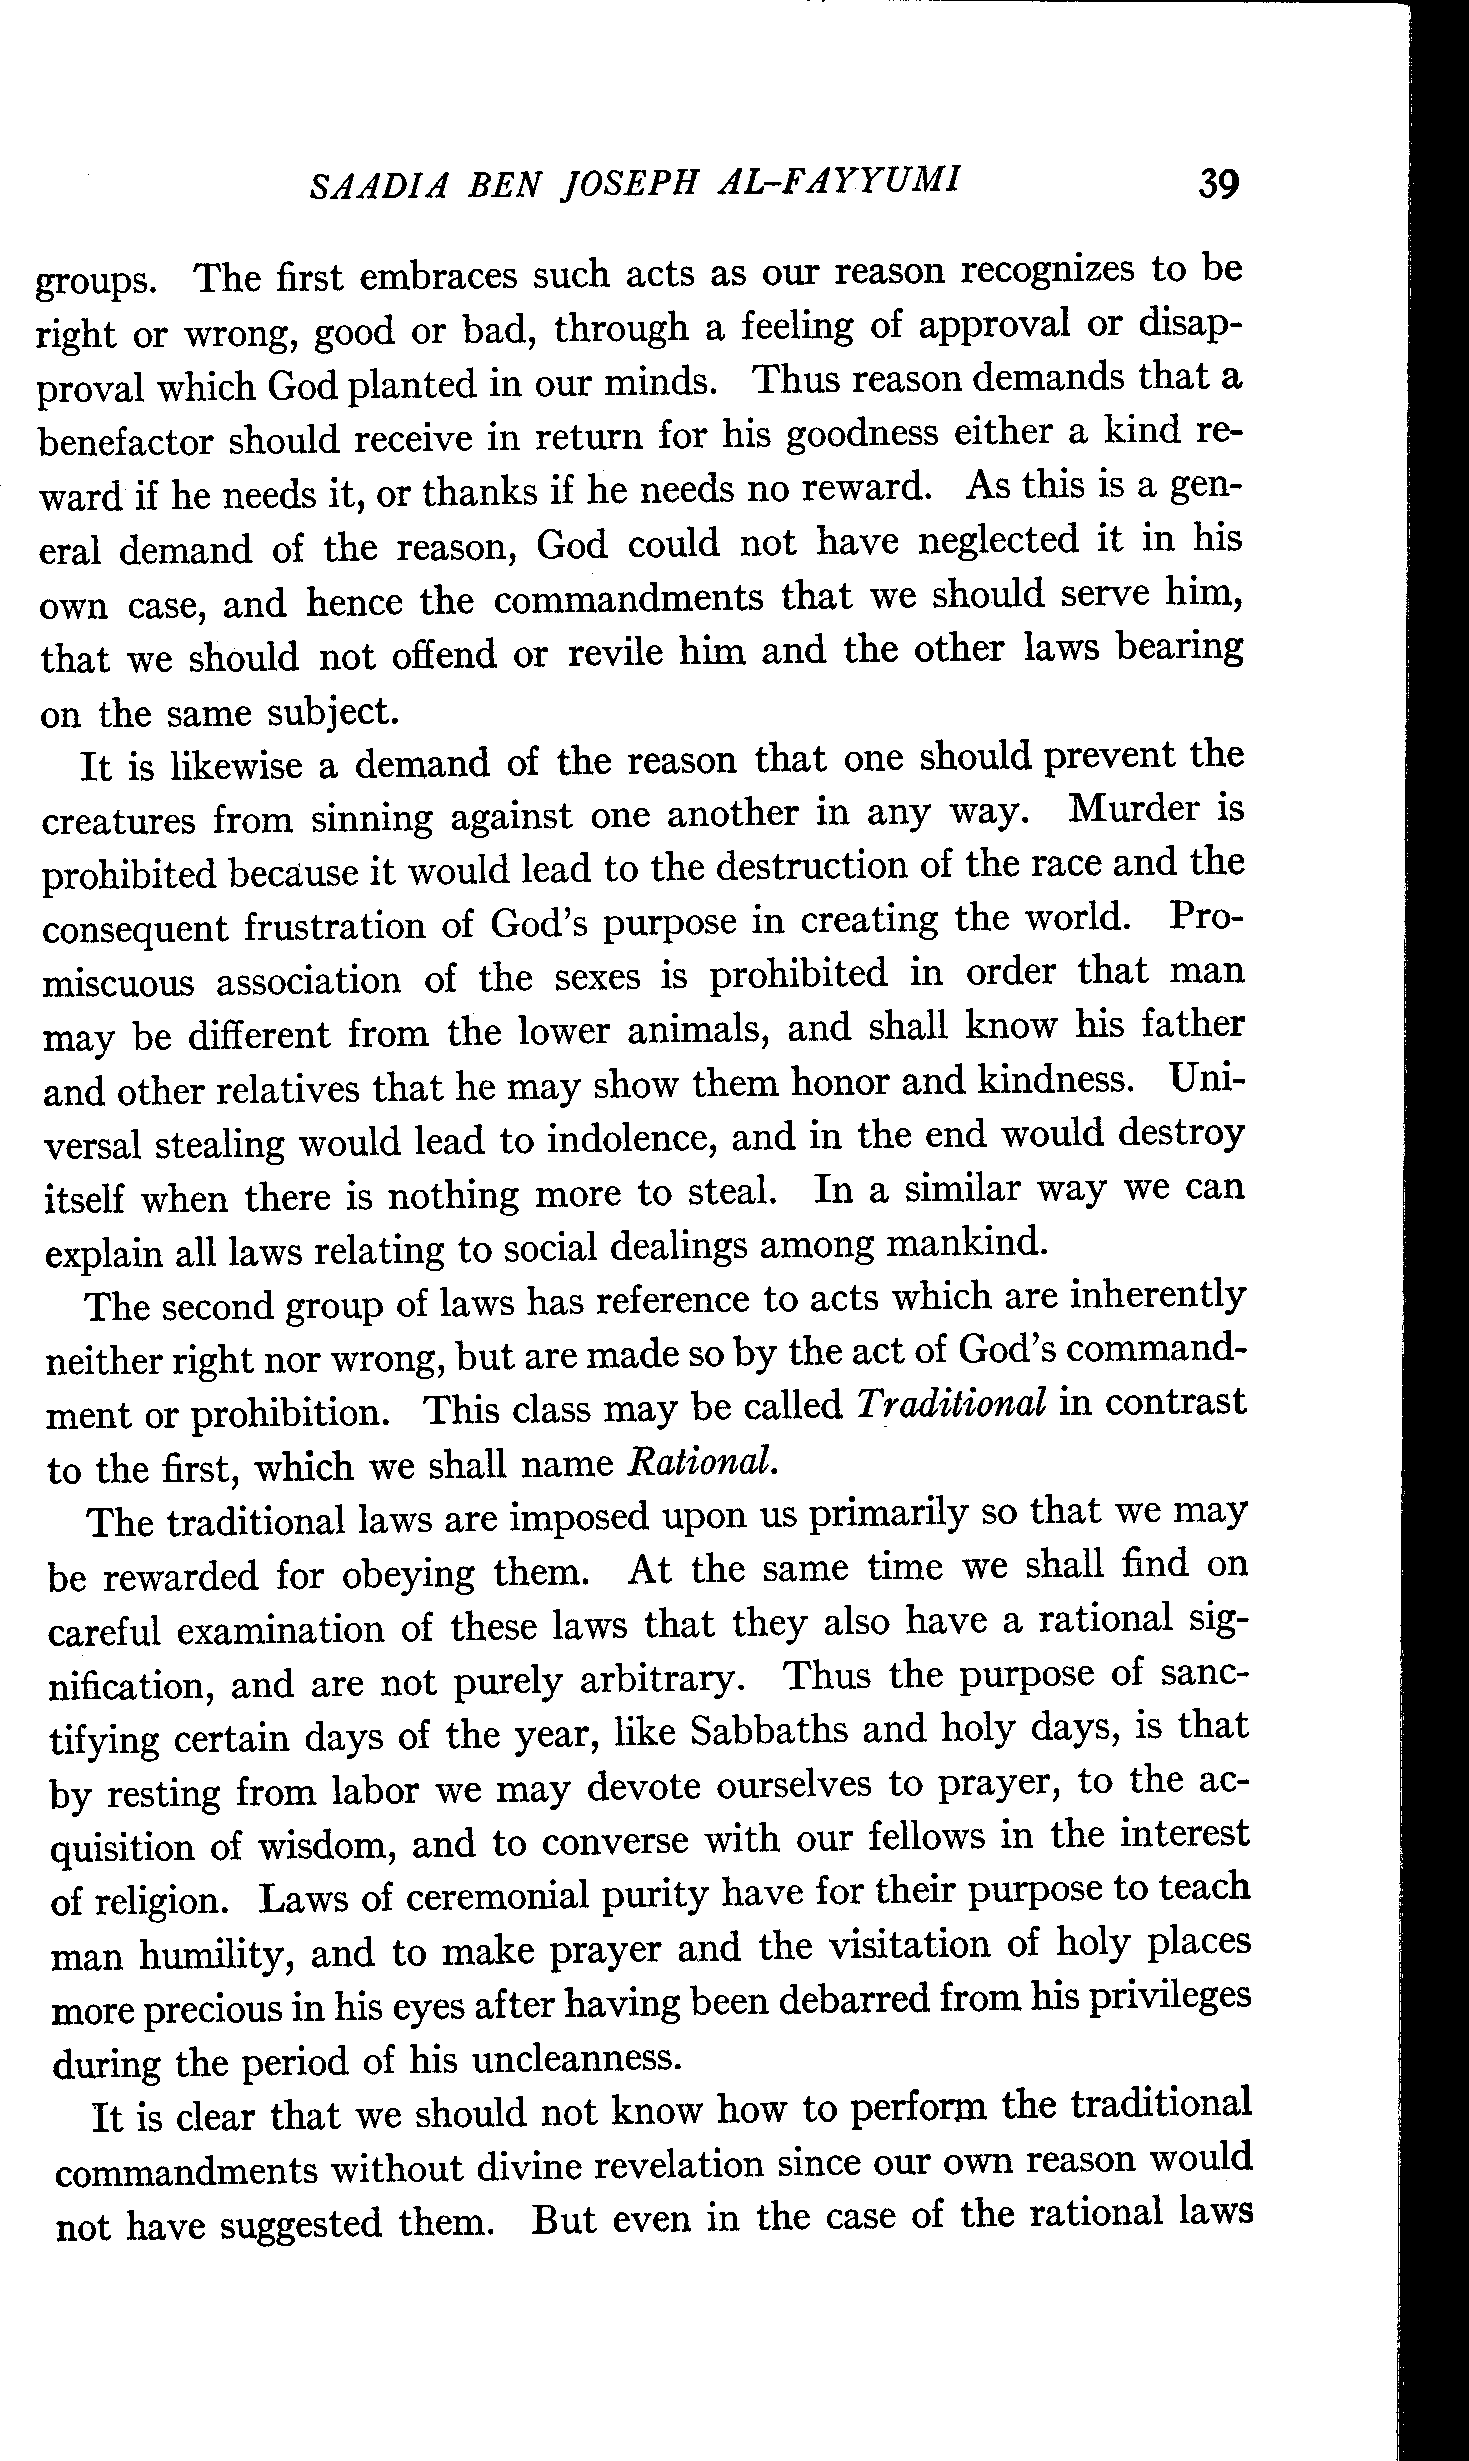 SAADIA BEN JOSEPH AL-FAYYUMI 39
groups. The first embraces such acts as our reason recognizes to be
right or wrong, good or bad, through a feeling of approval or disap-
proval which God planted in our minds. Thus reason demands that a
benefactor should receive in return for his goodness either a kind re-
ward if he needs it, or thanks if he needs no reward. As this is a gen-
eral demand of the reason, God could not have neglected it in his
own case, and hence the commandments that we should serve him,
that we should not offend or revile him and the other laws bearing
on the same subject.
It is likewise a demand of the reason that one should prevent the
creatures from sinning against one another in any way. Murder is
prohibited because it would lead to the destruction of the race and the
consequent frustration of God's purpose in creating the world. Pro-
miscuous association of the sexes is prohibited in order that man
may be different from the lower animals, and shall know his father
and other relatives that he may show them honor and kindness. Uni-
versal stealing would lead to indolence, and in the end would destroy
itself when there is nothing more to steal. In a similar way we can
explain all laws relating to social dealings among mankind.
The second group of laws has reference to acts which are inherently
neither right nor wrong, but are made so by the act of God's command-
ment or prohibition. This class may be called Traditional in contrast
to the first, which we shall name Rational.
The traditional laws are imposed upon us primarily so that we may
be rewarded for obeying them. At the same time we shall find on
careful examination of these laws that they also have a rational sig-
nification, and are not purely arbitrary. Thus the purpose of sanc-
tifying certain days of the year, like Sabbaths and holy days, is that
by resting from labor we may devote ourselves to prayer, to the ac-
quisition of wisdom, and to converse with our fellows in the interest
of religion. Laws of ceremonial purity have for their purpose to teach
man humility, and to make prayer and the visitation of holy places
more precious in his eyes after having been debarred from his privileges
during the period of his uncleanness.
It is clear that we should not know how to perform the traditional
commandments without divine revelation since our own reason would
not have suggested them. But even in the case of the rational laws